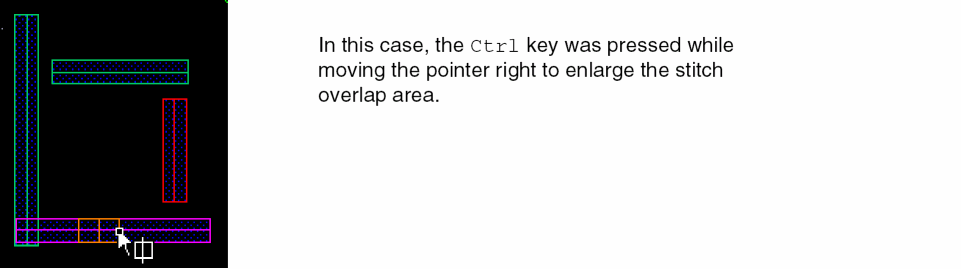 In this case, the Ctrl key was pressed while
moving the pointer right to enlarge the stitch
overlap area.